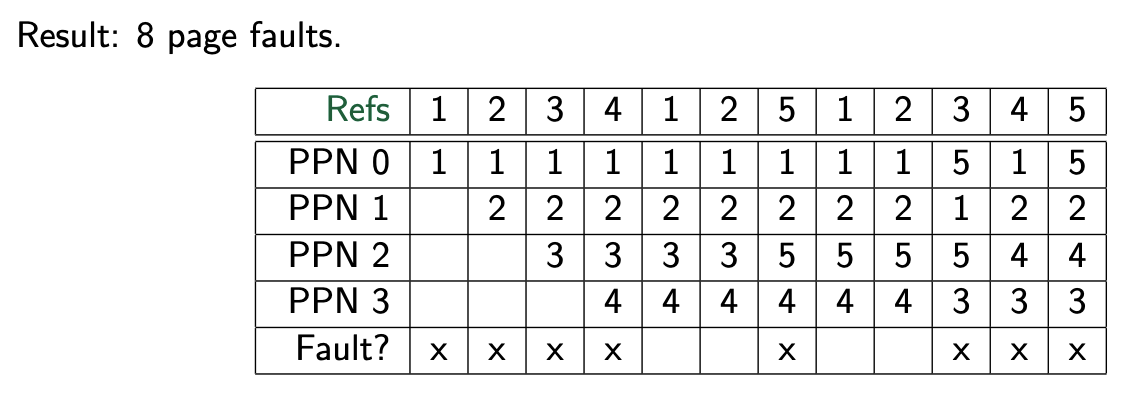 Result: 8 page faults.
Refs 1 2 3 4 1 2 5 1 2 3 4 5
PPN 0 1 1 1 1 1 1 1 1 1 5 1 5
PPN 1 2 2 2 2 2 2 2 2 1 2 2
PPN 2 3 3 3 3 5 5 5 5 4 4
PPN 3 4 4 4 4 4 4 3 3 3
Fault? x x x x x x x x